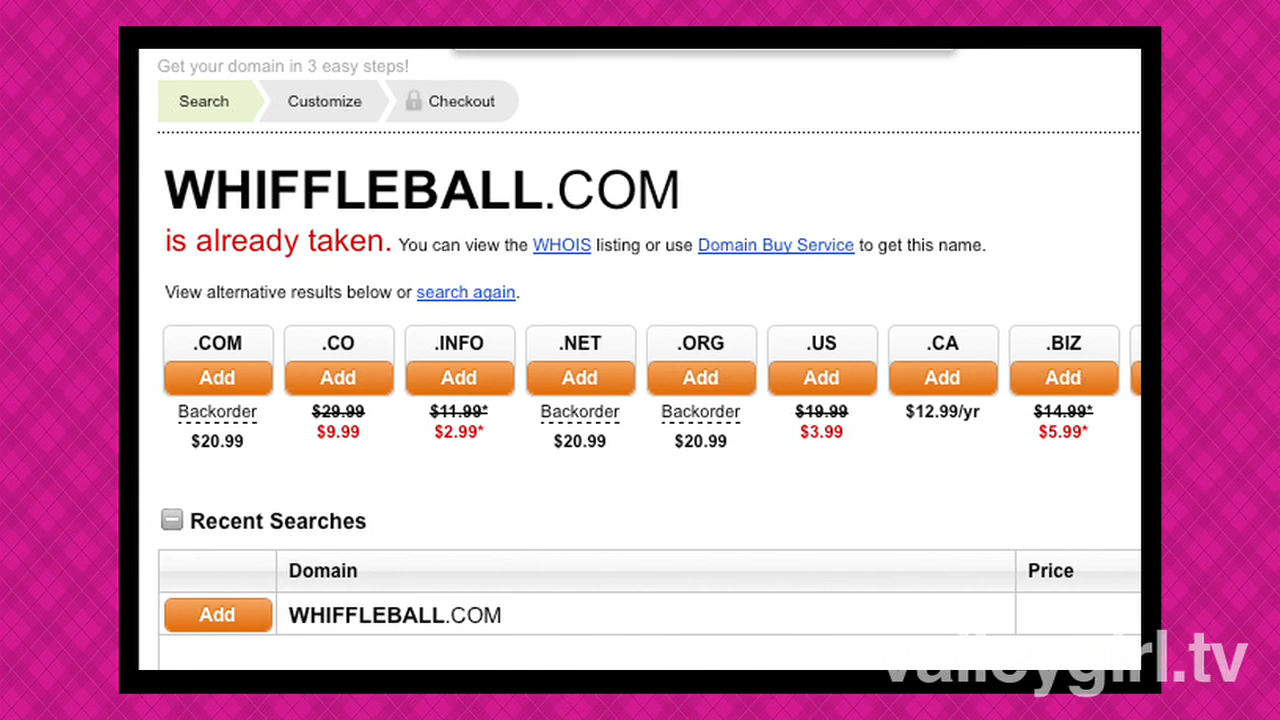 Get your domain in 3 easy steps!
Search Customize Checkout
WHIFFLEBALL.COM
is already taken. You can view the WHOIS listing or use Domain Buy Service to get this name.
View alternative results below or search again.
.COM .CO .INFO .NET .ORG .US .CA .BIZ
Add Add Add Add Add Add Add Add
Backorder $29.99 $11.99* Backorder Backorder $19.99 $12.99/yr $14.99*
$20.99 $9.99 $2.99* $20.99 $20.99 $3.99 $5.99*
Recent Searches
Domain Price
Add WHIFFLEBALL.COM
valleygirl.tv